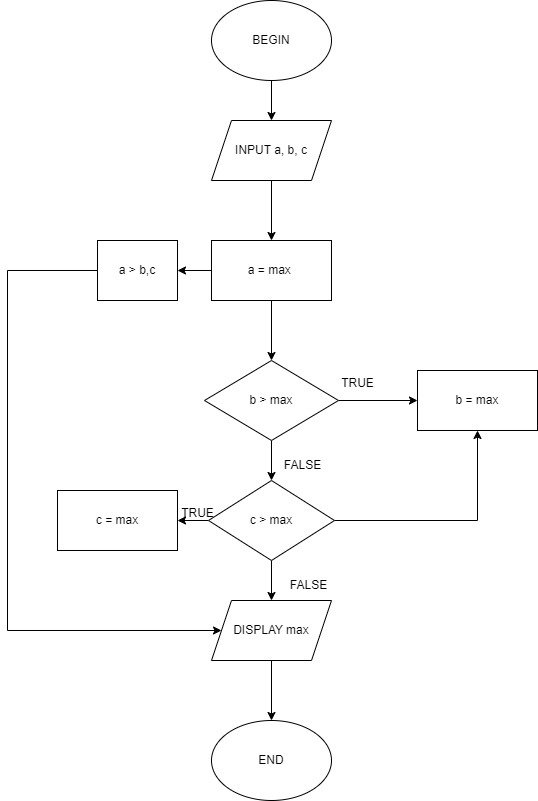 BEGIN
INPUT a, b, c
a > b,c
a = max
TRUE
b > max
b = max
FALSE
TRUE
c = max
c > max
FALSE
DISPLAY max
END